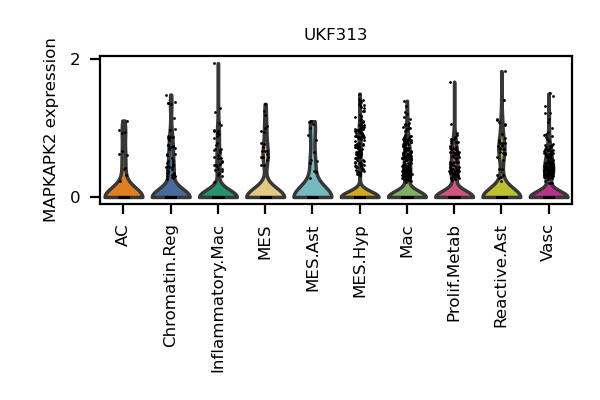 UKF313
MAPKAPK2 expression
2
0
AC
Chromatin.Reg
Inflammatory.Mac
MES
MES.Ast
MES.Hyp
Mac
Prolif.Metab
Reactive.Ast
Vasc